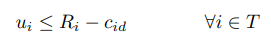 u_i ≤ R_i − c_{id} ∀i ∈ T